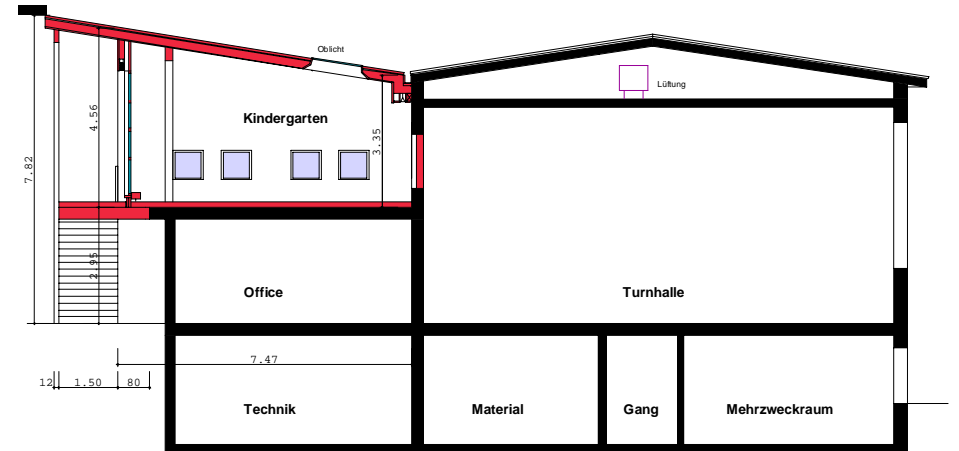 Oblicht
Lüftung
Kindergarten
4.56
3.35
7.82
2.95
Office
Turnhalle
7.47
12
1.50
80
Technik
Material
Gang
Mehrzweckraum